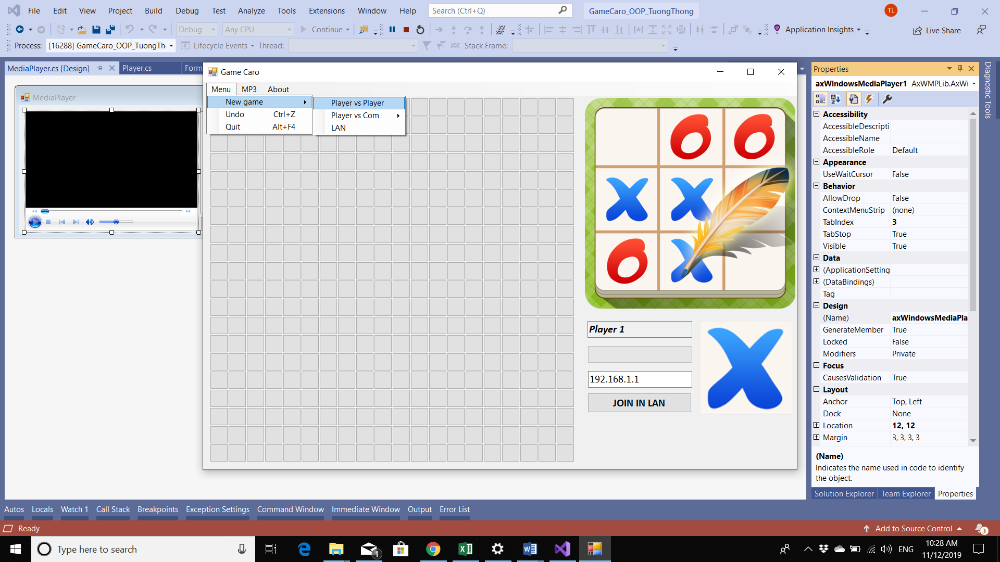 File Edit View Project Build Debug Test Analyze Tools Extensions Window Help Search (Ctrl+Q) GameCaro_OOP_TuongThong TL
Debug Any CPU Continue Application Insights Live Share
Process: [16288] GameCaro_OOP_TuongTh Lifecycle Events Thread: Stack Frame:
MediaPlayer.cs [Design] Player.cs Form
MediaPlayer
Game Caro
Menu MP3 About
New game
Undo Ctrl+Z
Quit Alt+F4
Player vs Player
Player vs Com
LAN
O O
X X
O X
Player 1
192.168.1.1
JOIN IN LAN
X
Properties
axWindowsMediaPlayer1 AxWMPLib.AxWi
Accessibility
AccessibleDescripti
AccessibleName
AccessibleRole Default
Appearance
UseWaitCursor False
Behavior
AllowDrop False
ContextMenuStrip (none)
TabIndex 3
TabStop True
Visible True
Data
(ApplicationSetting
(DataBindings)
Tag
Design
(Name) axWindowsMediaPla
GenerateMember True
Locked False
Modifiers Private
Focus
CausesValidation True
Layout
Anchor Top, Left
Dock None
Location 12, 12
Margin 3, 3, 3, 3
(Name)
Indicates the name used in code to identify
the object.
Solution Explorer Team Explorer Properties
Diagnostic Tools
Autos Locals Watch 1 Call Stack Breakpoints Exception Settings Command Window Immediate Window Output Error List
Ready Add to Source Control 3
Type here to search 1 ENG 10:28 AM
11/12/2019